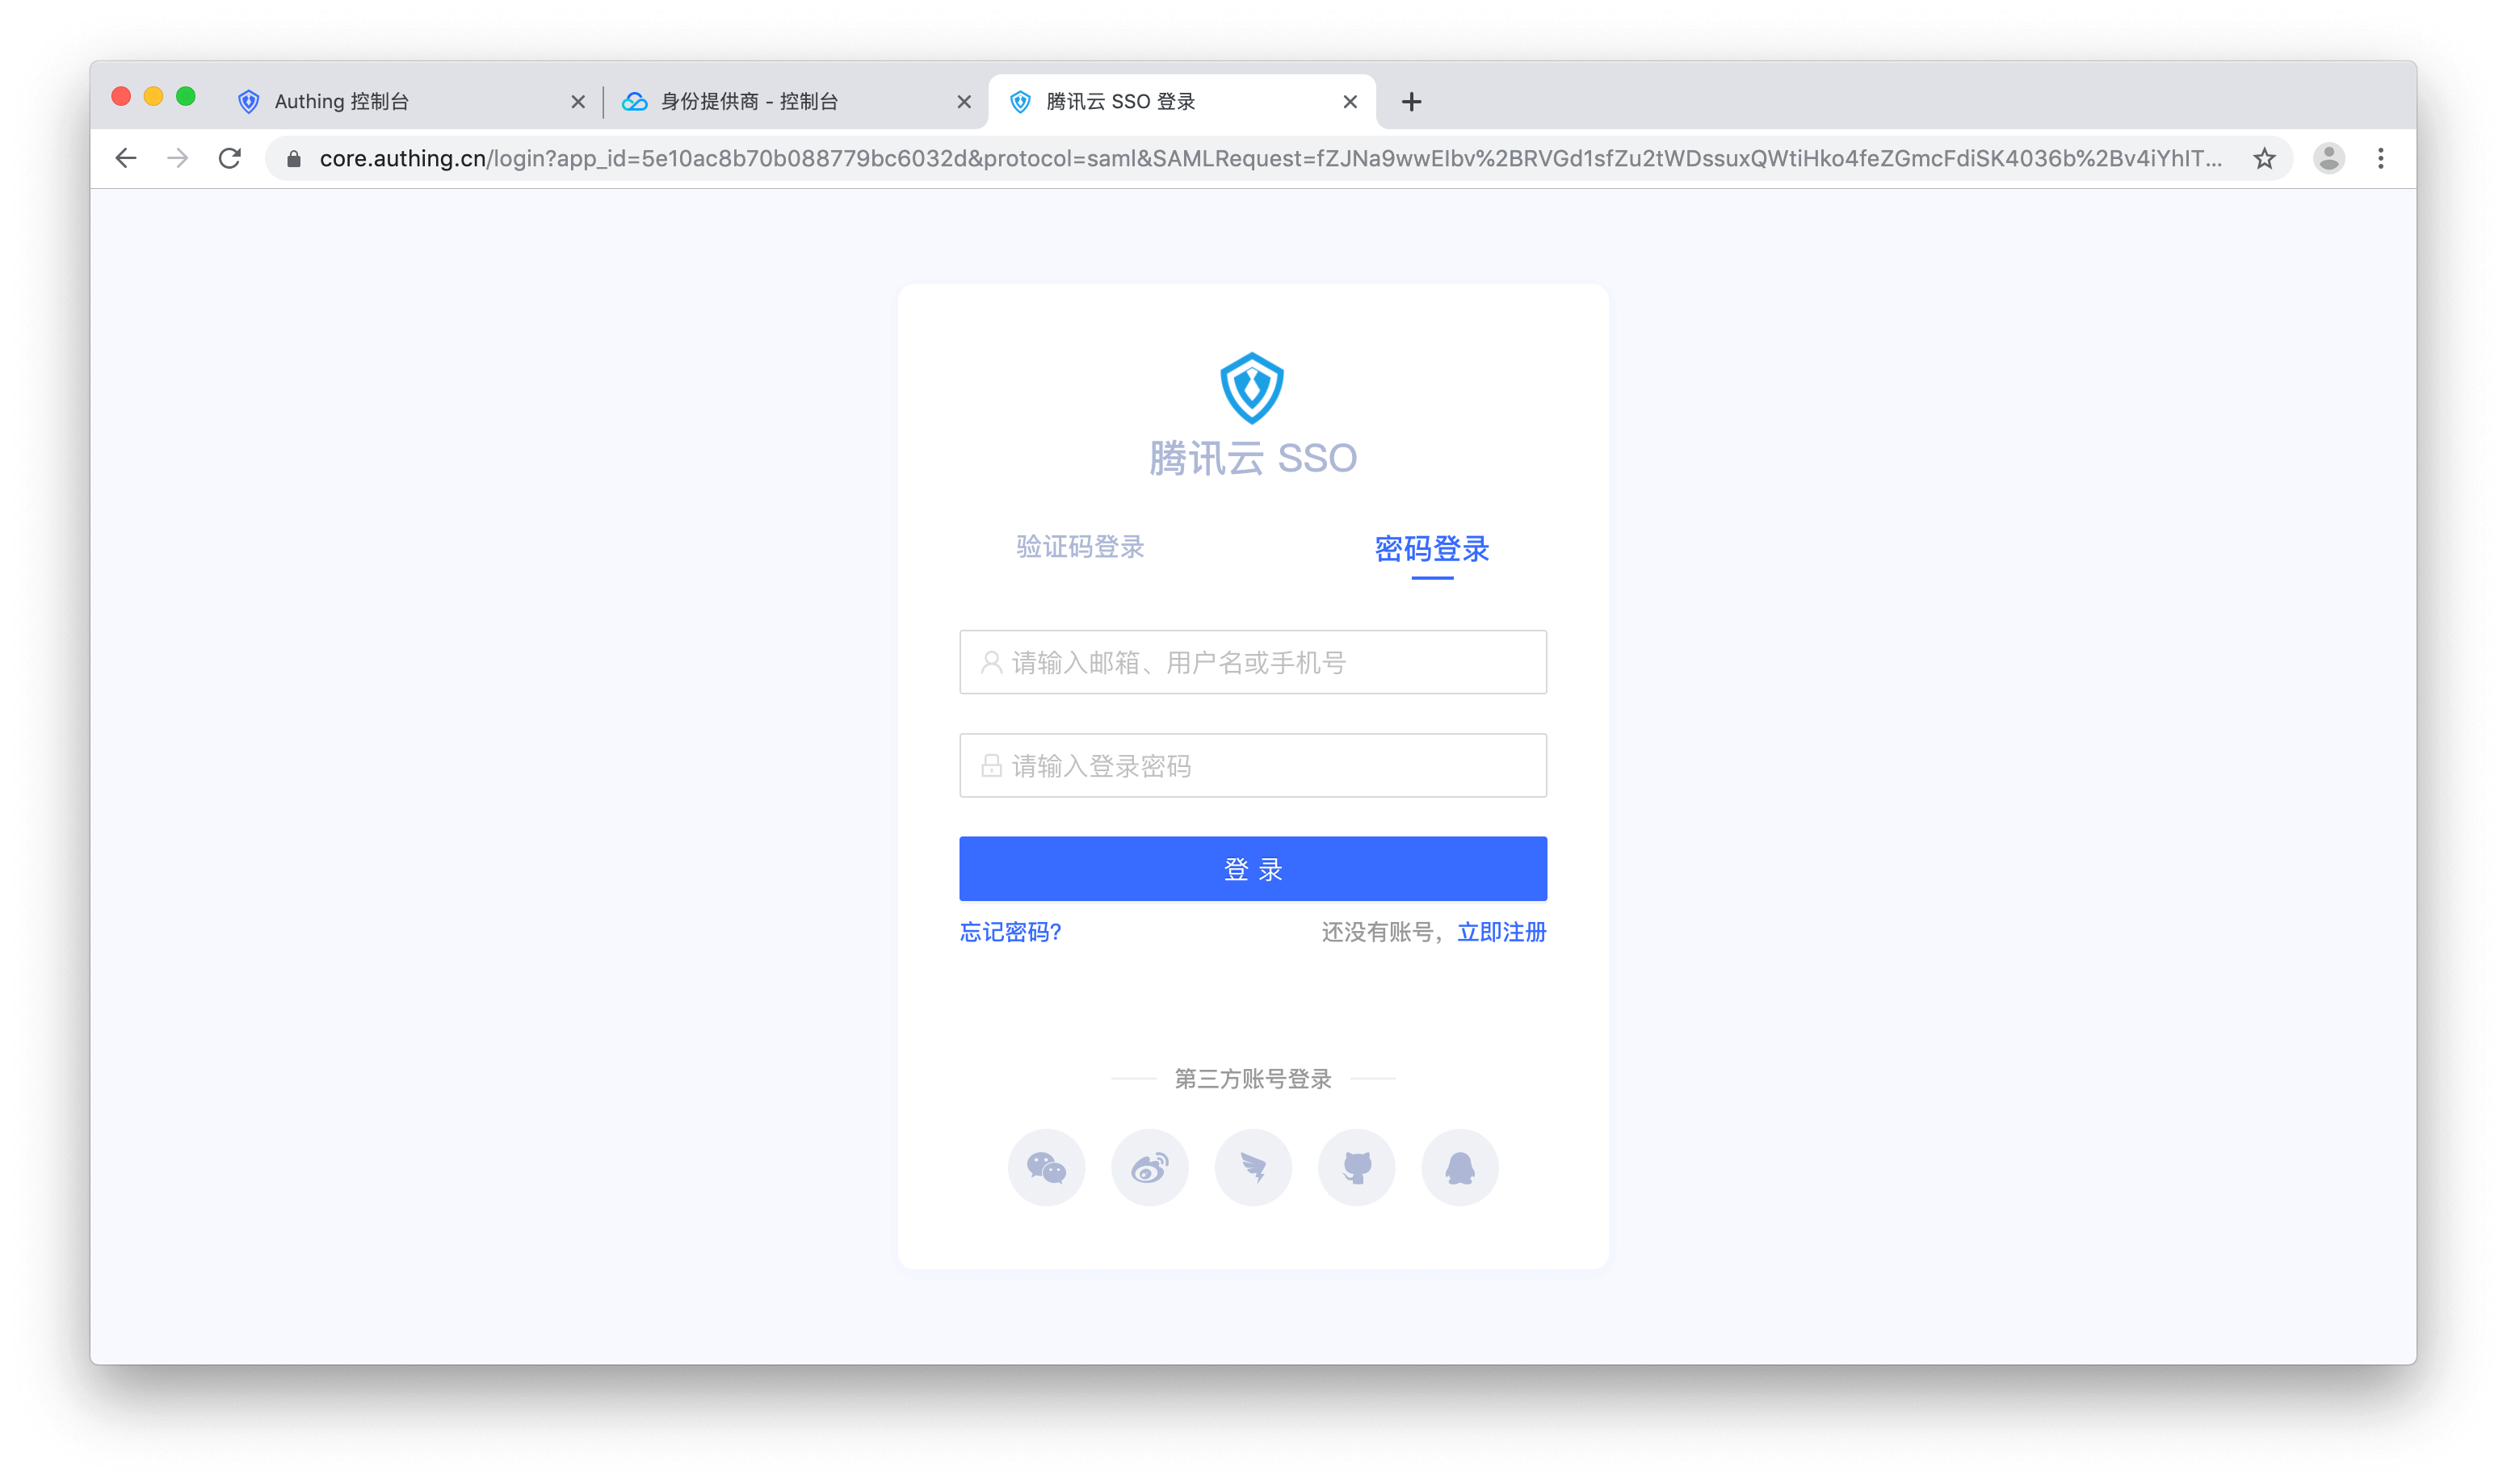 Authing 控制台
身份提供商 - 控制台
腾讯云 SSO 登录
core.authing.cn/login?app_id=5e10ac8b70b088779bc6032d&protocol=saml&SAMLRequest=fZJNa9wwEIbv%2BRVGd1sfZu2tWDssuxQWtiHko4feZGmcFdiSK4036b%2Bv4iYhIT...
腾讯云 SSO
验证码登录 密码登录
请输入邮箱、用户名或手机号
请输入登录密码
登 录
忘记密码? 还没有账号，立即注册
第三方账号登录